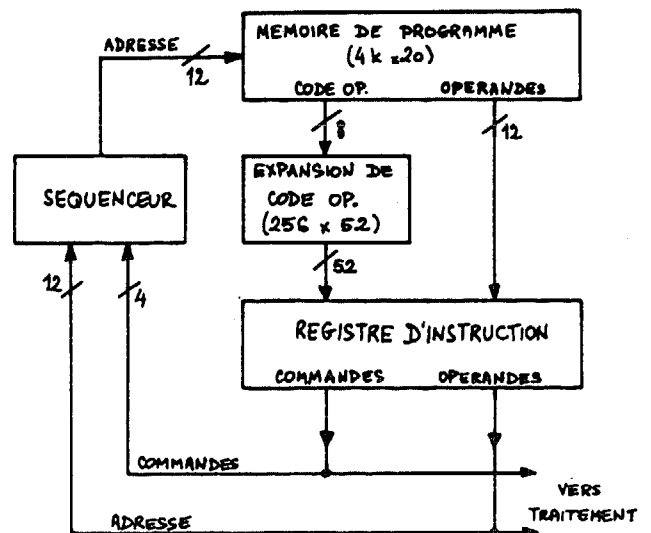 ADRESSE
12
MEMOIRE DE PROGRAMME
(4k x 20)
CODE OP.
OPERANDES
8
12
SEQUENCEUR
EXPANSION DE
CODE OP.
(256 x 52)
12
4
52
REGISTRE D'INSTRUCTION
COMMANDES
OPERANDES
COMMANDES
VERS
TRAITEMENT
ADRESSE